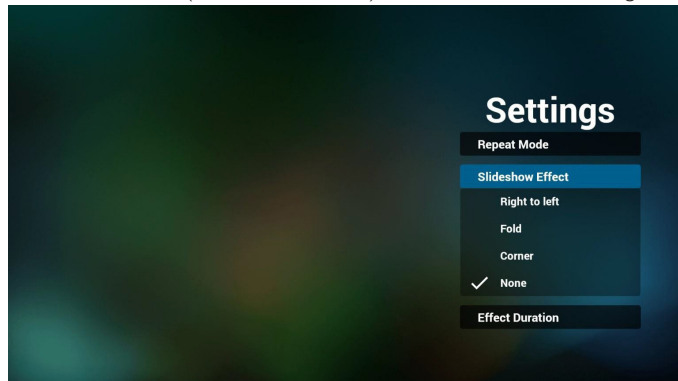 Settings
Repeat Mode
Slideshow Effect
Right to left
Fold
Corner
None
Effect Duration